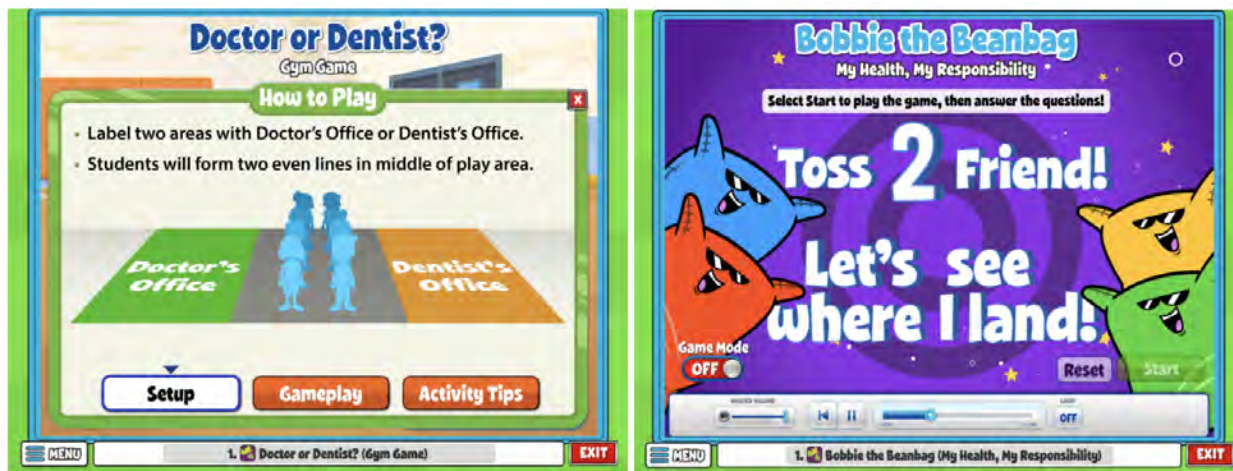 Doctor or Dentist?
Gym Game
How to Play
X
• Label two areas with Doctor's Office or Dentist's Office.
• Students will form two even lines in middle of play area.
Doctor's
Office
Dentist's
Office
Setup
Gameplay
Activity Tips
MENU
1. Doctor or Dentist? (Gym Game)
EXIT
Bobbie the Beanbag
My Health, My Responsibility
Select Start to play the game, then answer the questions!
Toss 2 Friend!
Let's see
where I land!
Game Mode
OFF
Reset
Start
OFF
MENU
1. Bobbie the Beanbag (My Health, My Responsibility)
EXIT